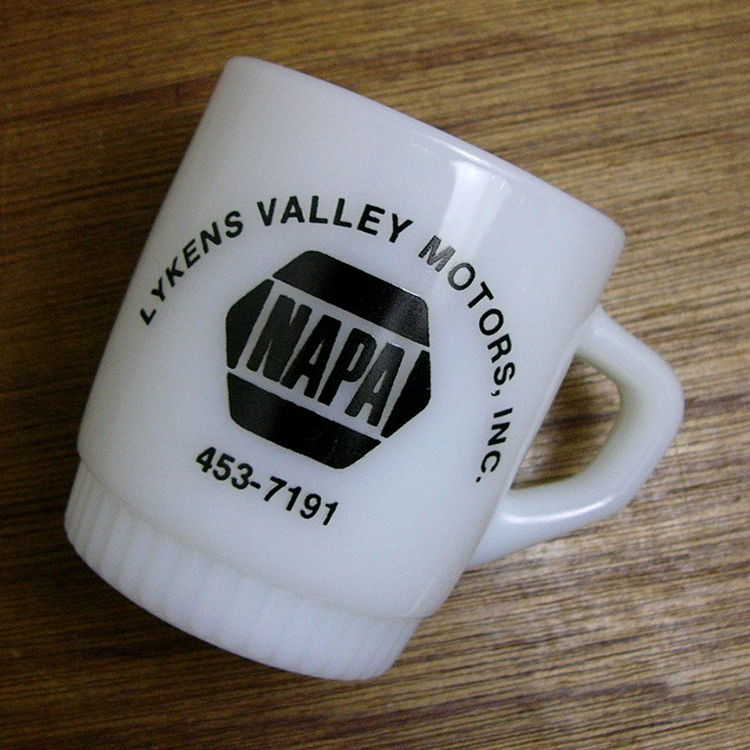 LYKENS VALLEY MOTORS, INC.
NAPA
453-7191